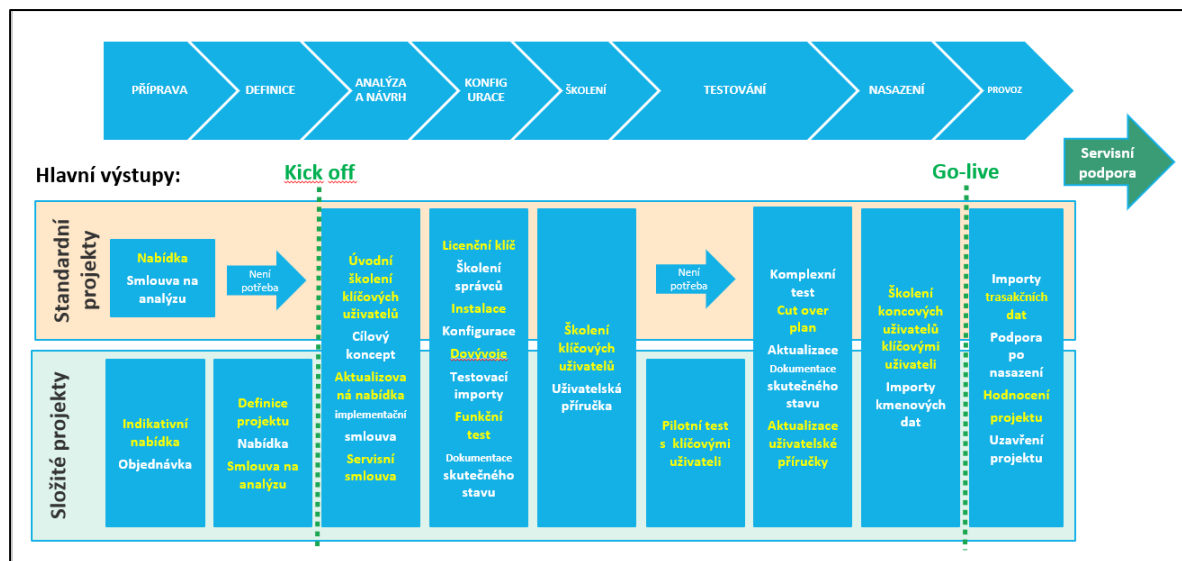 PŘÍPRAVA
DEFINICE
ANALÝZA
A NÁVRH
KONFIG
URACE
ŠKOLENÍ
TESTOVÁNÍ
NASAZENÍ
PROVOZ
Servisní
podpora
Hlavní výstupy:
Kick off
Go-live
Standardní
projekty
Nabídka
Smlouva na
analýzu
Není
potřeba
Složité projekty
Indikativní
nabídka
Objednávka
Definice
projektu
Nabídka
Smlouva na
analýzu
Úvodní
školení
klíčových
uživatelů
Cílový
koncept
Aktualizova
ná nabídka
implementační
smlouva
Servisní
smlouva
Licenční klíč
Školení
správců
Instalace
Konfigurace
Dovývoje
Testovací
importy
Funkční
test
Dokumentace
skutečného
stavu
Školení
klíčových
uživatelů
Uživatelská
příručka
Není
potřeba
Pilotní test
s klíčovými
uživateli
Komplexní
test
Cut over
plan
Aktualizace
Dokumentace
skutečného
stavu
Aktualizace
uživatelské
příručky
Školení
koncových
uživatelů
klíčovými
uživateli
Importy
kmenových
dat
Importy
trasakčních
dat
Podpora
po
nasazení
Hodnocení
projektu
Uzavření
projektu